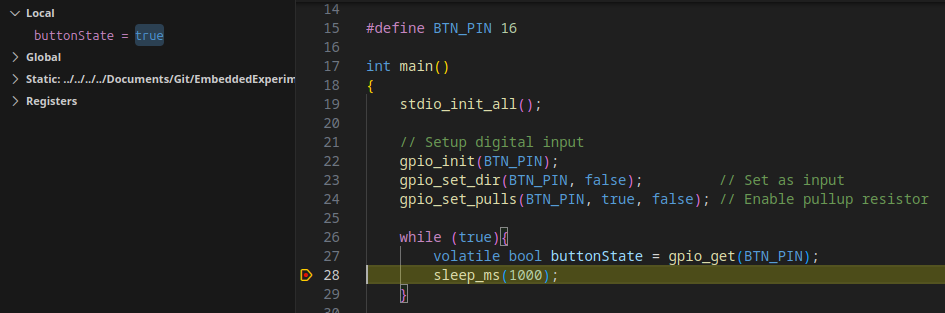 Local
buttonState = true
Global
Static: ../../../../Documents/Git/EmbeddedExperim
Registers
14
15 #define BTN_PIN 16
16
17 int main()
18 {
19 stdio_init_all();
20
21 // Setup digital input
22 gpio_init(BTN_PIN);
23 gpio_set_dir(BTN_PIN, false); // Set as input
24 gpio_set_pulls(BTN_PIN, true, false); // Enable pullup resistor
25
26 while (true){
27 volatile bool buttonState = gpio_get(BTN_PIN);
28 sleep_ms(1000);
29 }
30